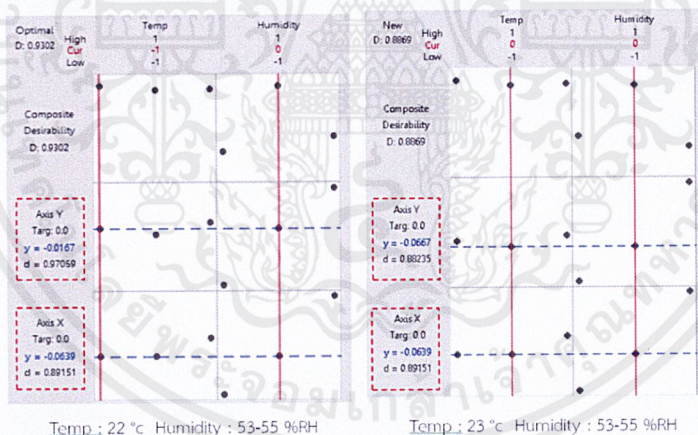 Optimal
D: 0.9302
High
Cur
Low
Temp
1
-1
-1
Humidity
1
0
-1
Composite
Desirability
D: 0.9302
Axis Y
Targ: 0.0
y = -0.0167
d = 0.97059
Axis X
Targ: 0.0
y = -0.0639
d = 0.89151
Temp : 22 °c Humidity : 53-55 %RH
New
D: 0.8869
High
Cur
Low
Temp
1
0
-1
Humidity
1
0
-1
Composite
Desirability
D: 0.8869
Axis Y
Targ: 0.0
y = -0.0667
d = 0.88235
Axis X
Targ: 0.0
y = -0.0639
d = 0.89151
Temp : 23 °c Humidity : 53-55 %RH